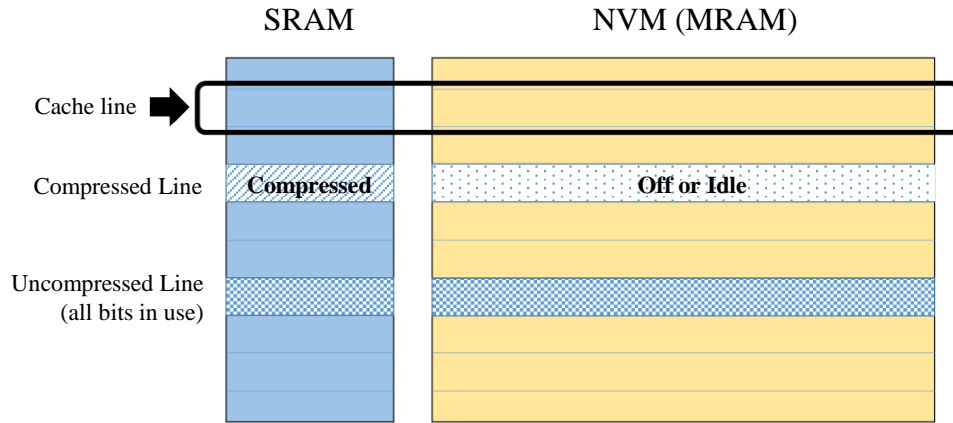 SRAM
NVM (MRAM)
Cache line
Compressed Line
Compressed
Off or Idle
Uncompressed Line
(all bits in use)